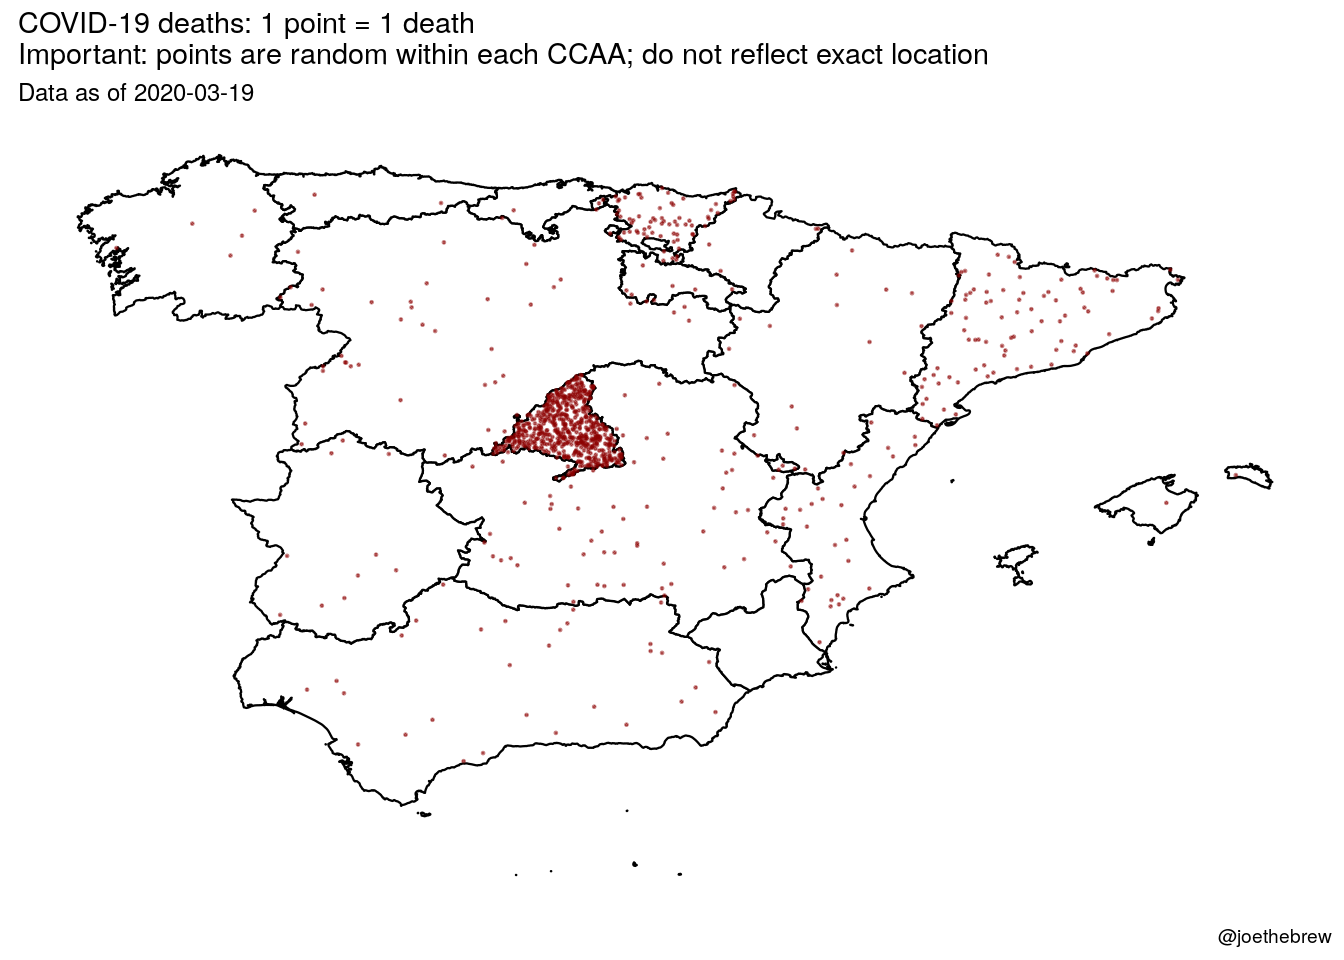 COVID-19 deaths: 1 point = 1 death
Important: points are random within each CCAA; do not reflect exact location
Data as of 2020-03-19
@joethebrew